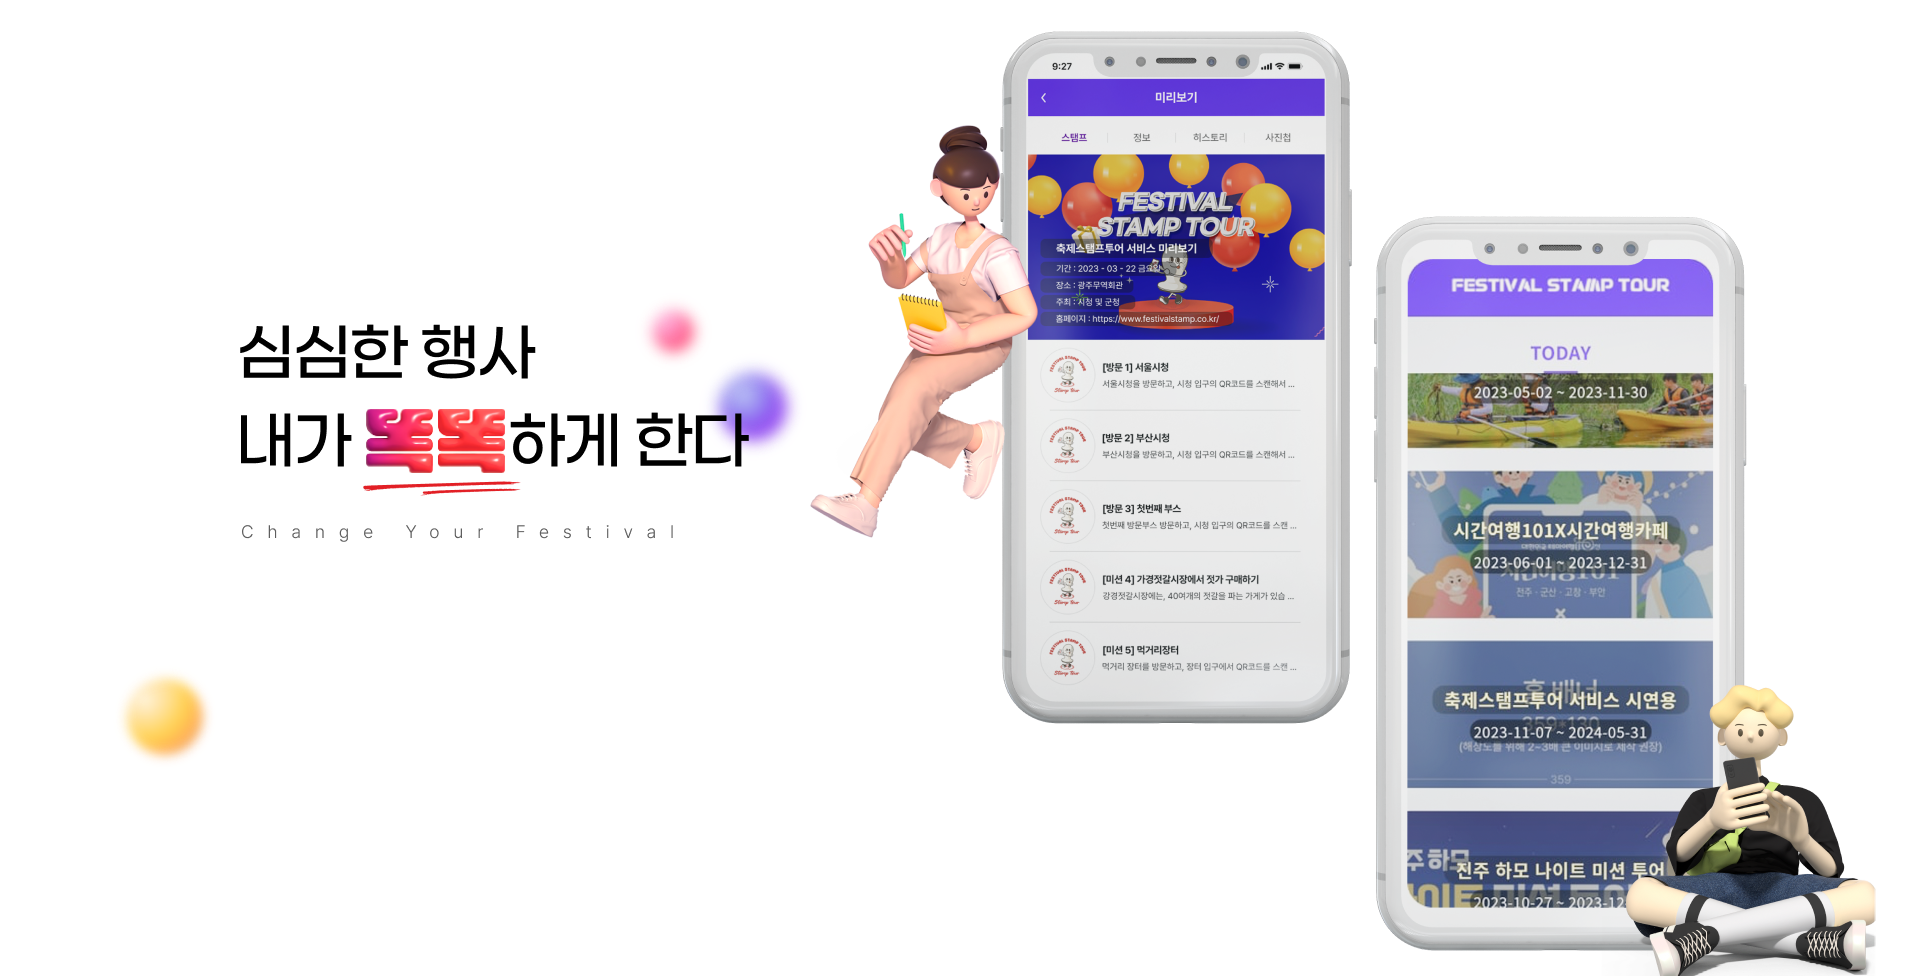 심심한 행사
내가 똑똑하게 한다
Change Your Festival
9:27
미리보기
스탬프
정보
히스토리
사진첩
FESTIVAL
STAMP TOUR
축제스탬프투어 서비스 미리보기
기간 : 2023 - 03 - 22 금요일
장소 : 광주무역회관
주최 : 시청 및 군청
홈페이지 : https://www.festivalstamp.co.kr/
[방문 1] 서울시청
서울시청을 방문하고, 시청 입구의 QR코드를 스캔해서 ...
[방문 2] 부산시청
부산시청을 방문하고, 시청 입구의 QR코드를 스캔해서 ...
[방문 3] 첫번째 부스
첫번째 방문부스 방문하고, 시청 입구의 QR코드를 스캔 ...
[미션 4] 가경젓갈시장에서 젓가 구매하기
강경젓갈시장에는, 40여개의 젓갈을 파는 가게가 있습 ...
[미션 5] 먹거리장터
먹거리 장터를 방문하고, 장터 입구에서 QR코드를 스캔 ...
FESTIVAL STAMP TOUR
TODAY
2023-05-02 ~ 2023-11-30
시간여행101X시간여행카페
2023-06-01 ~ 2023-12-31
전주 · 군산 · 고창 · 부안
홈 배너
축제스탬프투어 서비스 시연용
359*130
2023-11-07 ~ 2024-05-31
(해상도를 위해 2~3배 큰 이미지로 제작 권장)
359
전주 하모 나이트 미션 투어
2023-10-27 ~ 2023-12